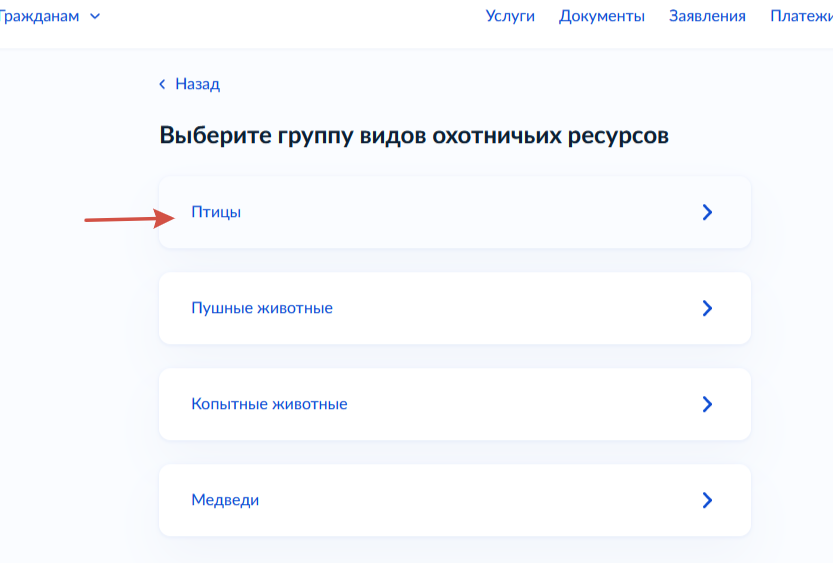 Гражданам
Услуги Документы Заявления Платежи
Назад
Выберите группу видов охотничьих ресурсов
Птицы
Пушные животные
Копытные животные
Медведи